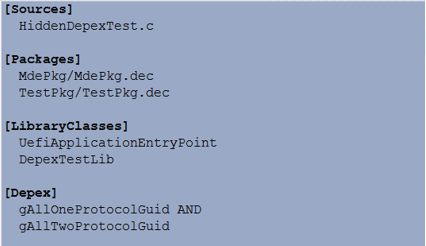 [Sources]
HiddenDepexTest.c
[Packages]
MdePkg/MdePkg.dec
TestPkg/TestPkg.dec
[LibraryClasses]
UefiApplicationEntryPoint
DepexTestLib
[Depex]
gAllOneProtocolGuid AND
gAllTwoProtocolGuid